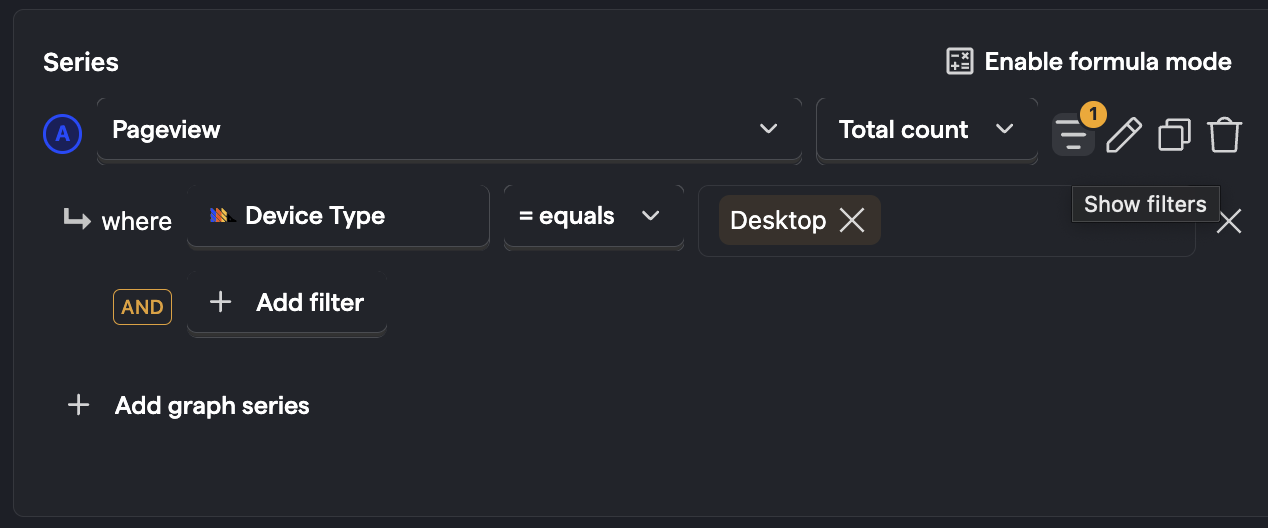 Series
Enable formula mode
A Pageview Total count 1
Show filters
where Device Type = equals Desktop
AND Add filter
Add graph series